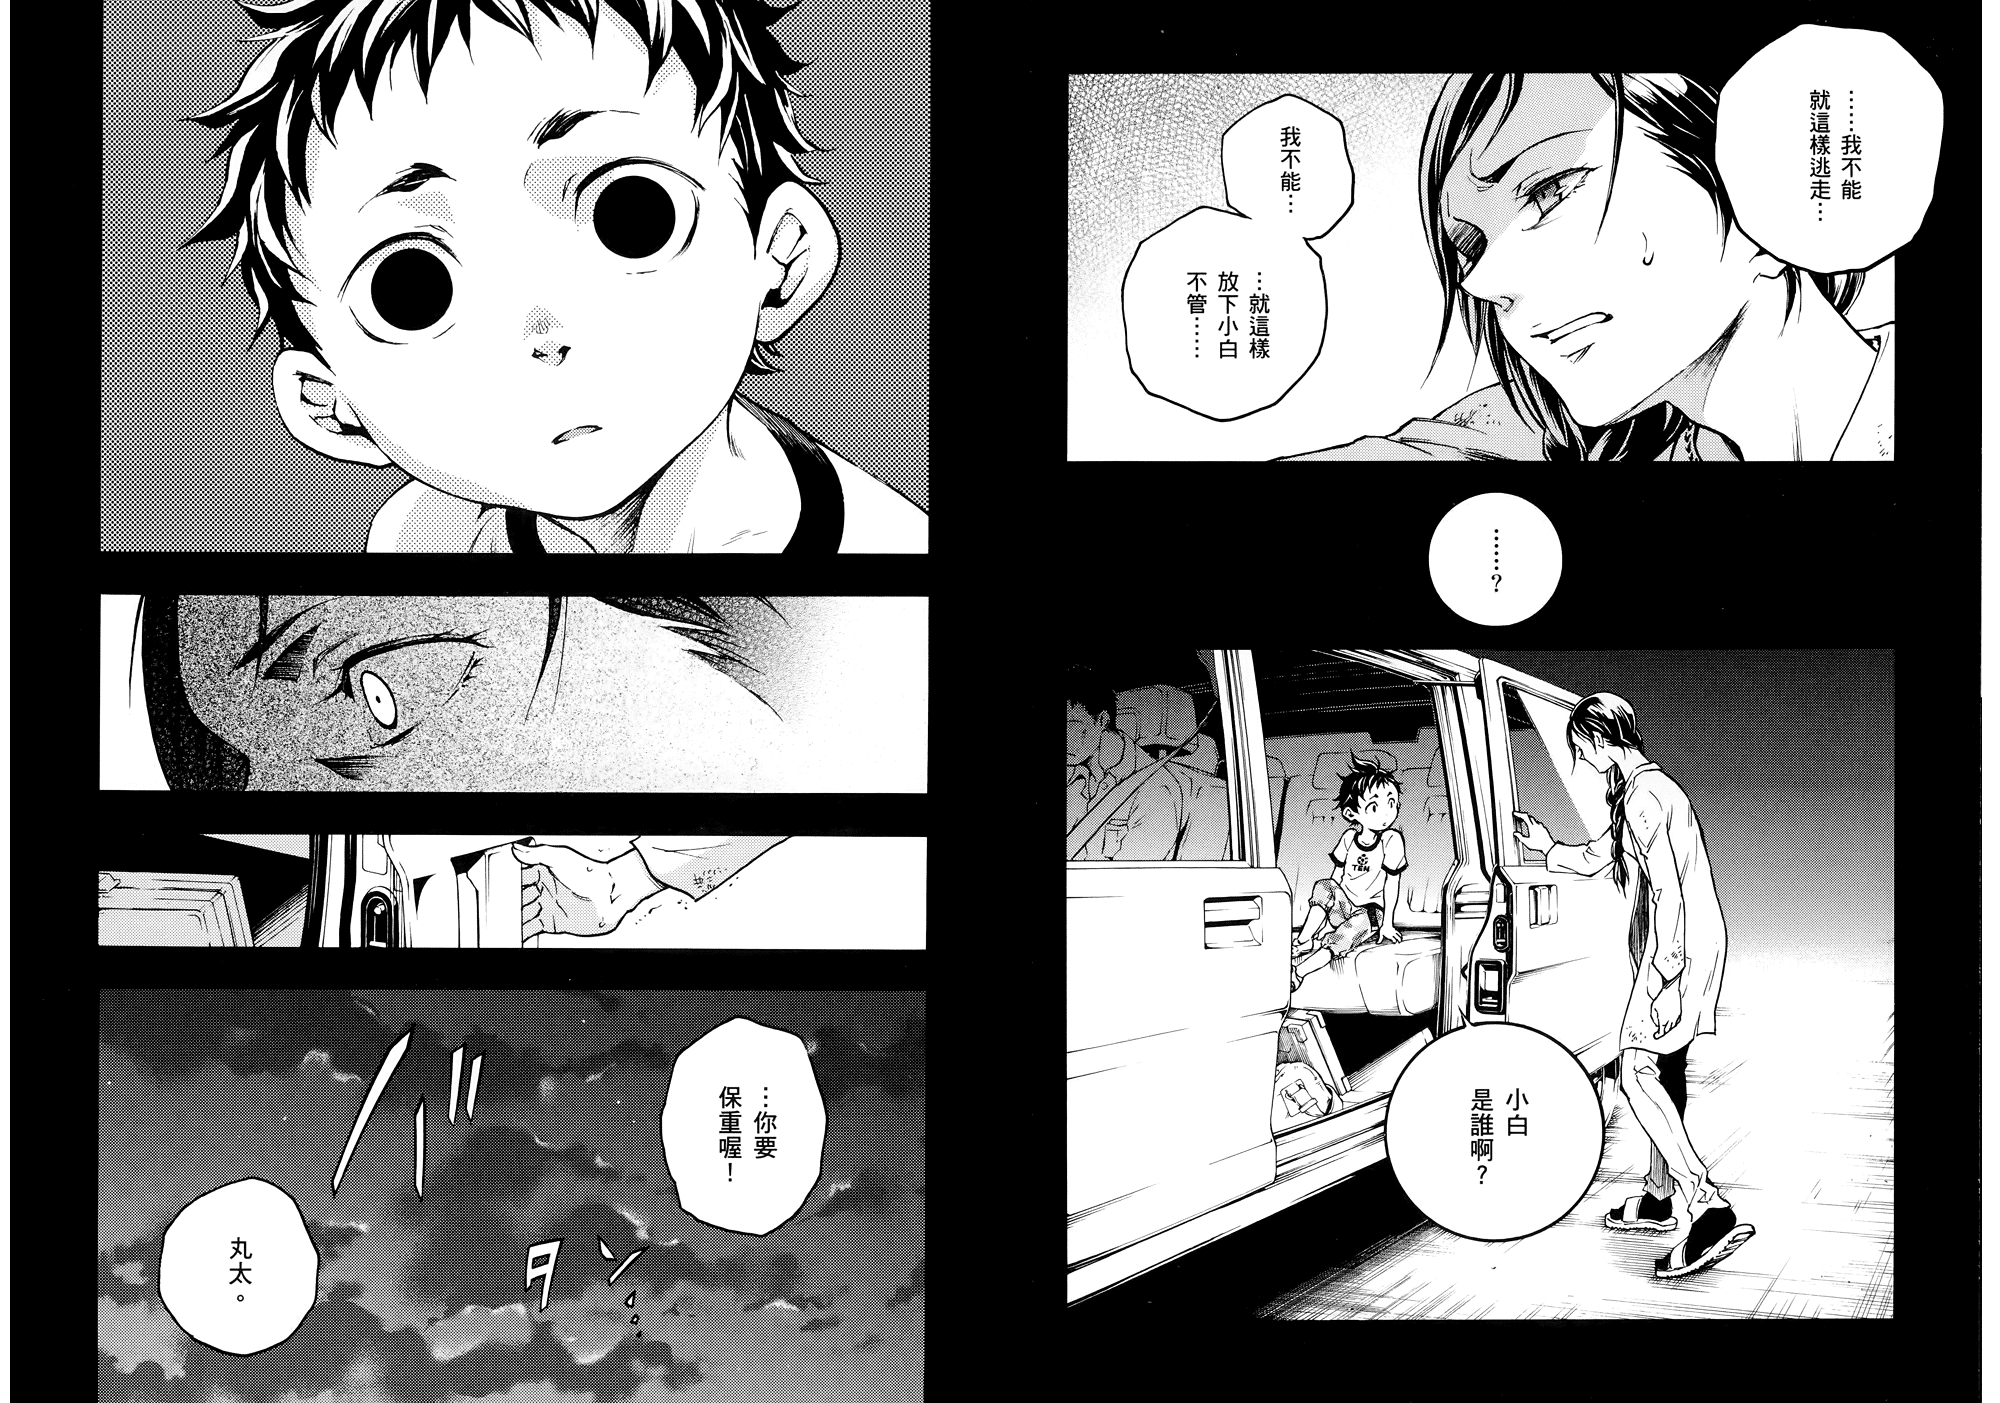 ……我不能
就這樣逃走…
我不能…
…就這樣
放下小白
不管……
……?
TEN
小白
是誰啊?
…你要
保重喔!
バタン…
丸太。